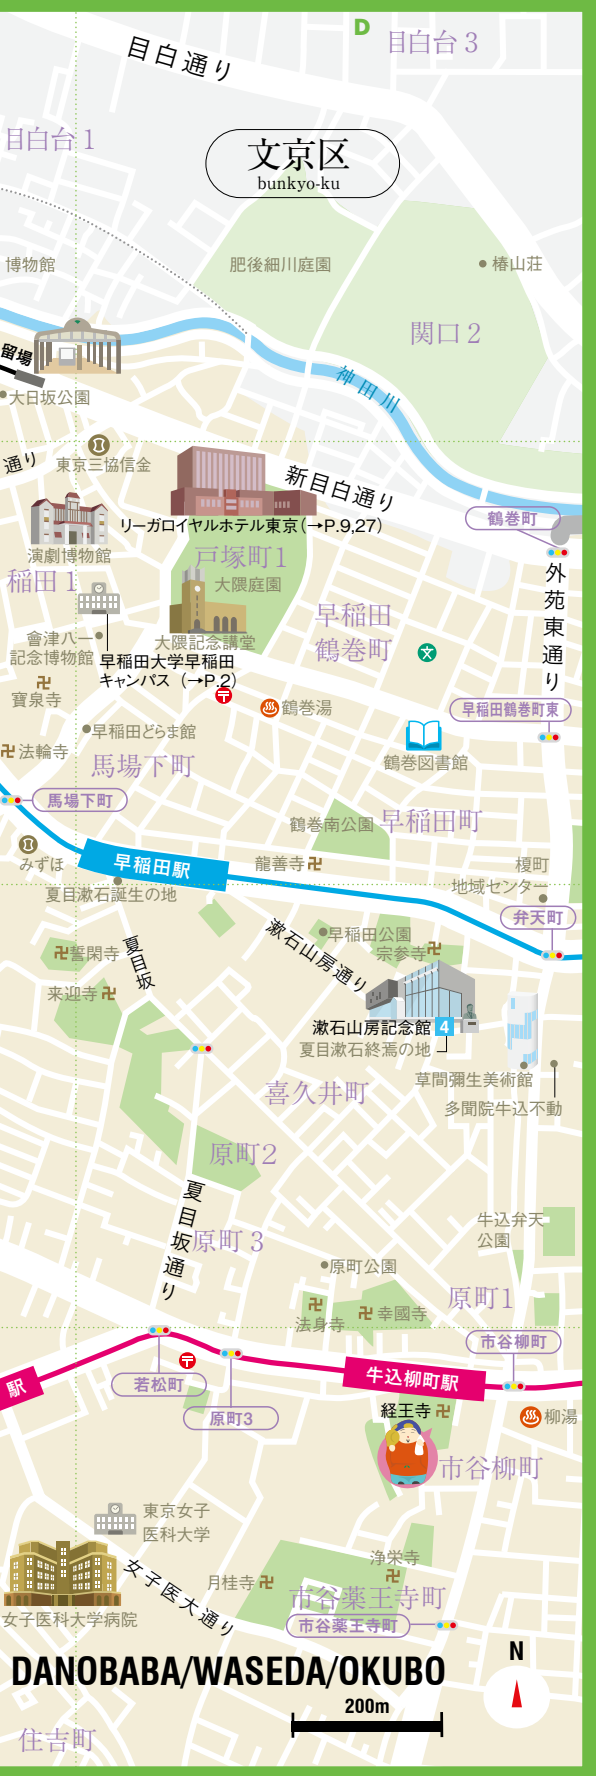 D
目白台 3
目白通り
目白台 1
文京区
bunkyo-ku
博物館
肥後細川庭園
椿山荘
関口 2
留場
神田川
大日坂公園
通り
東京三協信金
新目白通り
鶴巻町
リーガロイヤルホテル東京(→P.9,27)
演劇博物館
戸塚町1
外苑東通り
稲田 1
大隈庭園
早稲田
鶴巻町
會津八一
記念博物館
大隈記念講堂
早稲田大学早稲田
キャンパス (→P.2)
文
寶泉寺
鶴巻湯
早稲田鶴巻町東
早稲田どらま館
法輪寺
馬場下町
鶴巻図書館
馬場下町
鶴巻南公園
早稲田町
みずほ
早稲田駅
龍善寺
榎町
地域センター
夏目漱石誕生の地
弁天町
漱石山房通り
早稲田公園
宗参寺
誓閑寺
夏目坂
来迎寺
漱石山房記念館 4
夏目漱石終焉の地
草間彌生美術館
多聞院牛込不動
喜久井町
原町2
夏目坂通り
原町 3
牛込弁天
公園
原町公園
原町1
法身寺
幸國寺
市谷柳町
駅
若松町
牛込柳町駅
原町3
経王寺
柳湯
市谷柳町
東京女子
医科大学
女子医大通り
浄栄寺
月桂寺
市谷薬王寺町
女子医科大学病院
市谷薬王寺町
DANOBABA/WASEDA/OKUBO
N
200m
住吉町